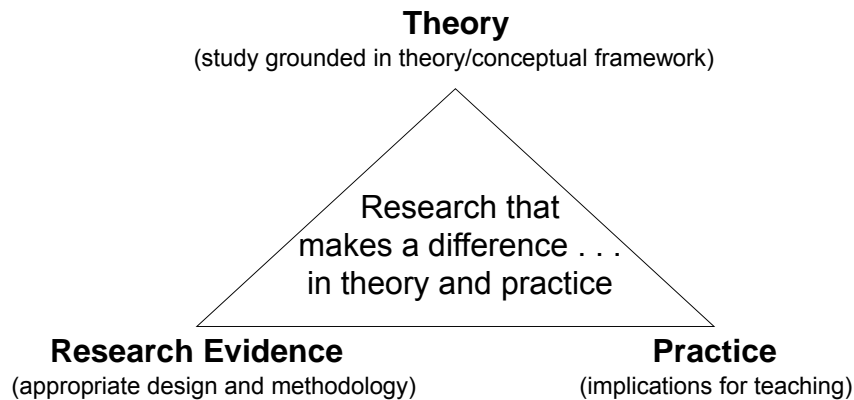 Theory
(study grounded in theory/conceptual framework)
Research that
makes a difference . . .
in theory and practice
Research Evidence
(appropriate design and methodology)
Practice
(implications for teaching)